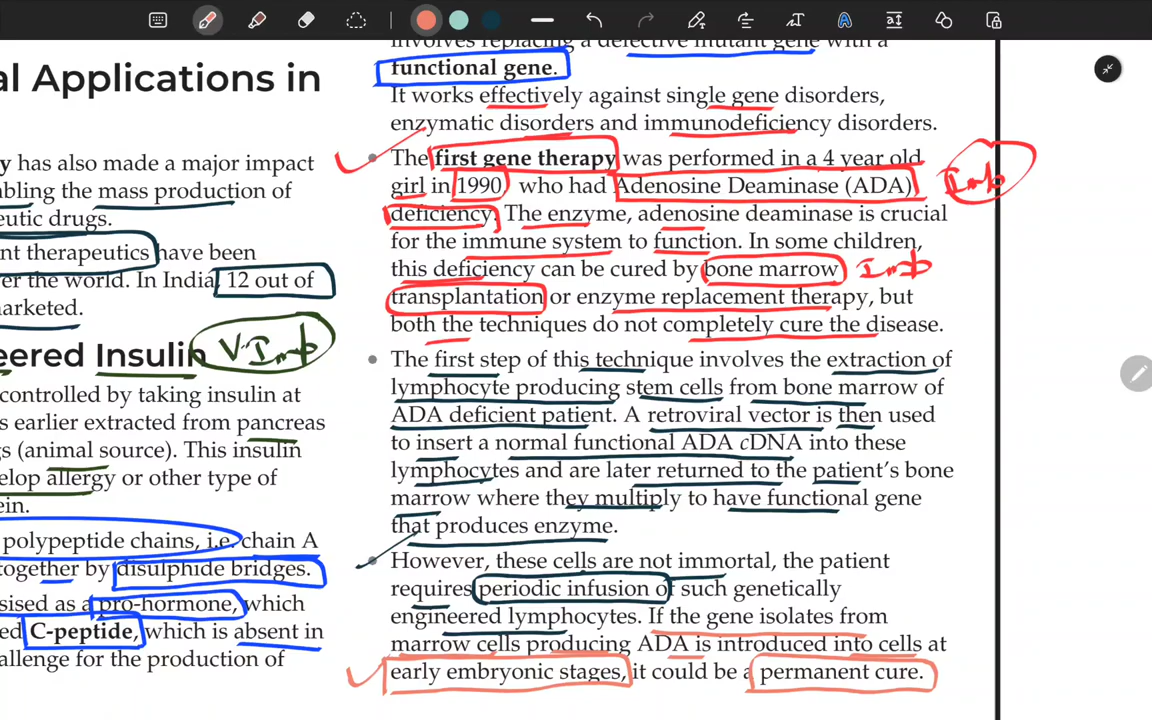 al Applications in
y has also made a major impact
abling the mass production of
eutic drugs.
nt therapeutics have been
er the world. In India, 12 out of
arketed.
eered Insulin
V. Imp
controlled by taking insulin at
s earlier extracted from pancreas
gs (animal source). This insulin
elop allergy or other type of
ein.
polypeptide chains, i.e. chain A
together by disulphide bridges.
sised as a pro-hormone, which
ed C-peptide, which is absent in
allenge for the production of
involves replacing a defective mutant gene with a
functional gene.
It works effectively against single gene disorders,
enzymatic disorders and immunodeficiency disorders.
• The first gene therapy was performed in a 4 year old
girl in 1990 who had Adenosine Deaminase (ADA)
Imp
deficiency. The enzyme, adenosine deaminase is crucial
for the immune system to function. In some children,
this deficiency can be cured by bone marrow
Imp
transplantation or enzyme replacement therapy, but
both the techniques do not completely cure the disease.
• The first step of this technique involves the extraction of
lymphocyte producing stem cells from bone marrow of
ADA deficient patient. A retroviral vector is then used
to insert a normal functional ADA cDNA into these
lymphocytes and are later returned to the patient's bone
marrow where they multiply to have functional gene
that produces enzyme.
• However, these cells are not immortal, the patient
requires periodic infusion of such genetically
engineered lymphocytes. If the gene isolates from
marrow cells producing ADA is introduced into cells at
early embryonic stages, it could be a permanent cure.